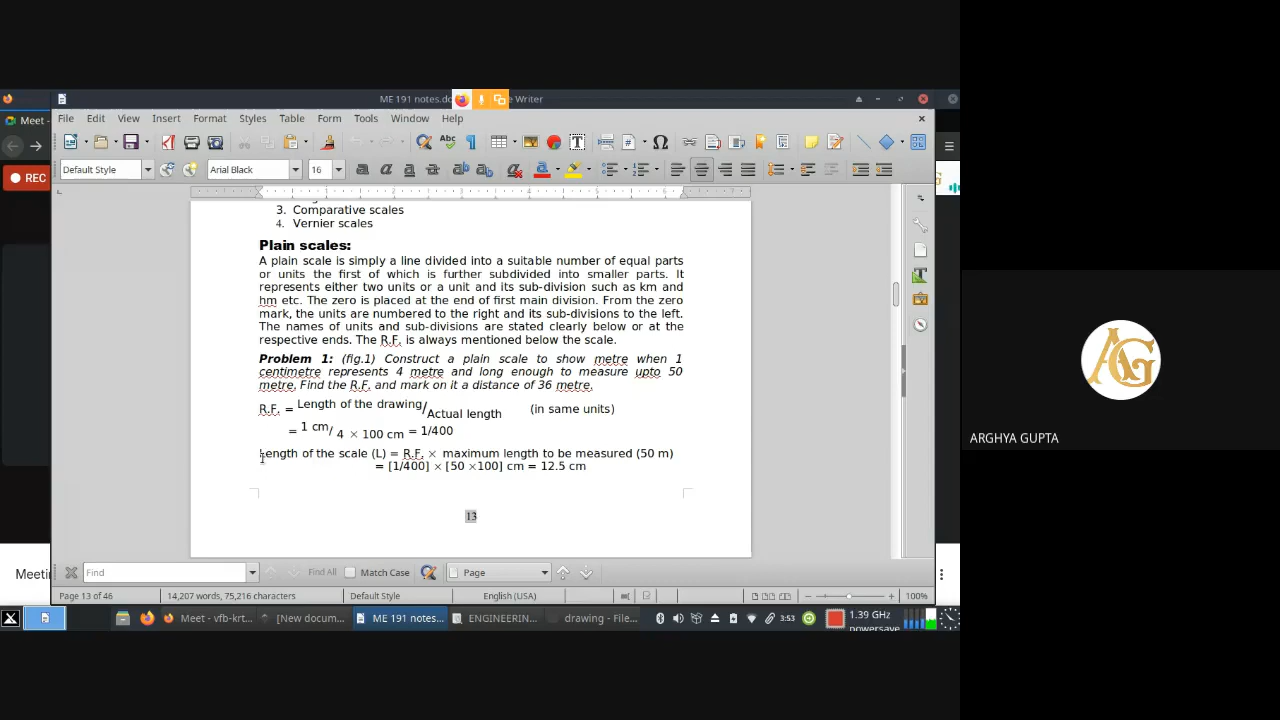 ME 191 notes.do
e Writer
File Edit View Insert Format Styles Table Form Tools Window Help
Meet -
REC
Default Style Arial Black 16
3. Comparative scales
4. Vernier scales
Plain scales:
A plain scale is simply a line divided into a suitable number of equal parts
or units the first of which is further subdivided into smaller parts. It
represents either two units or a unit and its sub-division such as km and
hm etc. The zero is placed at the end of first main division. From the zero
mark, the units are numbered to the right and its sub-divisions to the left.
The names of units and sub-divisions are stated clearly below or at the
respective ends. The R.F. is always mentioned below the scale.
Problem 1: (fig.1) Construct a plain scale to show metre when 1
centimetre represents 4 metre and long enough to measure upto 50
metre. Find the R.F. and mark on it a distance of 36 metre.
R.F. = Length of the drawing/Actual length (in same units)
= 1 cm/ 4 × 100 cm = 1/400
Length of the scale (L) = R.F. × maximum length to be measured (50 m)
= [1/400] × [50 ×100] cm = 12.5 cm
13
Find Find All Match Case Page
Meetin
Page 13 of 46 14,207 words, 75,216 characters Default Style English (USA) 100%
Meet - vfb-krt... [New docum... ME 191 notes... ENGINEERIN... drawing - File... 3:53 1.39 GHz
powersave
AG
ARGHYA GUPTA